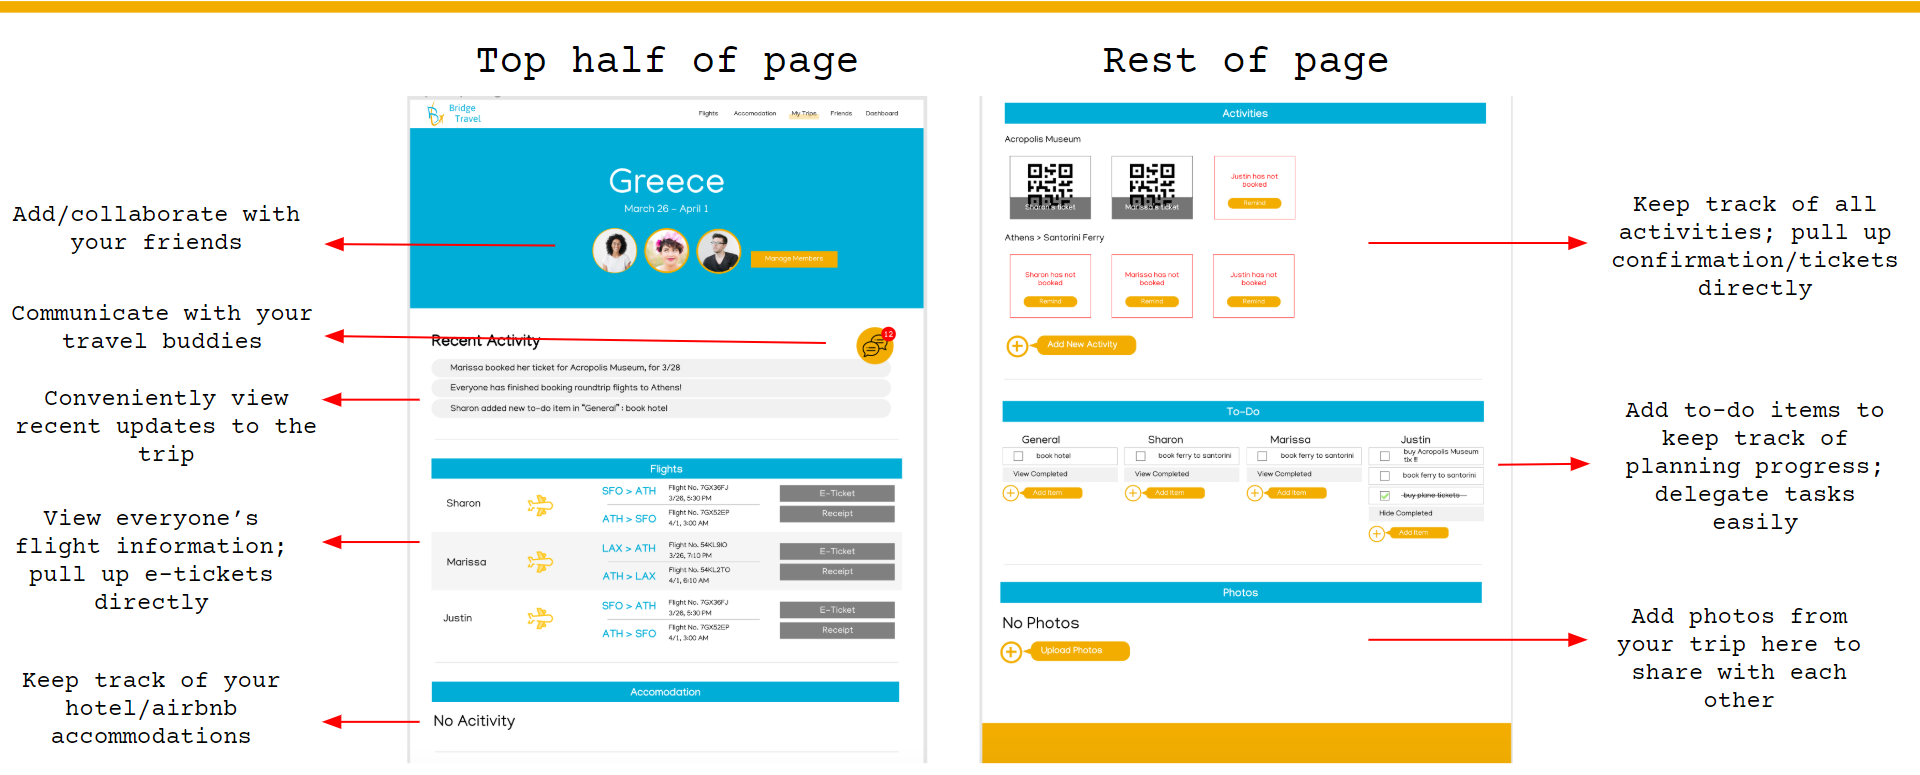 Top half of page
Rest of page
Add/collaborate with
your friends
Communicate with your
travel buddies
Conveniently view
recent updates to the
trip
View everyone's
flight information;
pull up e-tickets
directly
Keep track of your
hotel/airbnb
accommodations
Bridge
Travel
Flights Accomodation My Trips Friends Dashboard
Greece
March 26 – April 1
Manage Members
Recent Activity
12
Marissa booked her ticket for Acropolis Museum, for 3/28
Everyone has finished booking roundtrip flights to Athens!
Sharon added new to-do item in "General" : book hotel
Flights
Sharon
SFO > ATH
Flight No. 7GX36FJ
3/26, 5:30 PM
ATH > SFO
Flight No. 7GX52EP
4/1, 3:00 AM
E-Ticket
Receipt
Marissa
LAX > ATH
Flight No. 54KL9IO
3/26, 7:10 PM
ATH > LAX
Flight No. 54KL2TO
4/1, 6:10 AM
E-Ticket
Receipt
Justin
SFO > ATH
Flight No. 7GX36FJ
3/26, 5:30 PM
ATH > SFO
Flight No. 7GX52EP
4/1, 3:00 AM
E-Ticket
Receipt
Accomodation
No Acitivity
Activities
Acropolis Museum
Sharon's ticket
Marissa's ticket
Justin has not
booked
Remind
Athens > Santorini Ferry
Sharon has not
booked
Remind
Marissa has not
booked
Remind
Justin has not
booked
Remind
Add New Activity
To-Do
General
book hotel
View Completed
Add Item
Sharon
book ferry to santorini
View Completed
Add Item
Marissa
book ferry to santorini
View Completed
Add Item
Justin
buy Acropolis Museum
tix !!
book ferry to santorini
buy plane tickets
Hide Completed
Add Item
Photos
No Photos
Upload Photos
Keep track of all
activities; pull up
confirmation/tickets
directly
Add to-do items to
keep track of
planning progress;
delegate tasks
easily
Add photos from
your trip here to
share with each
other